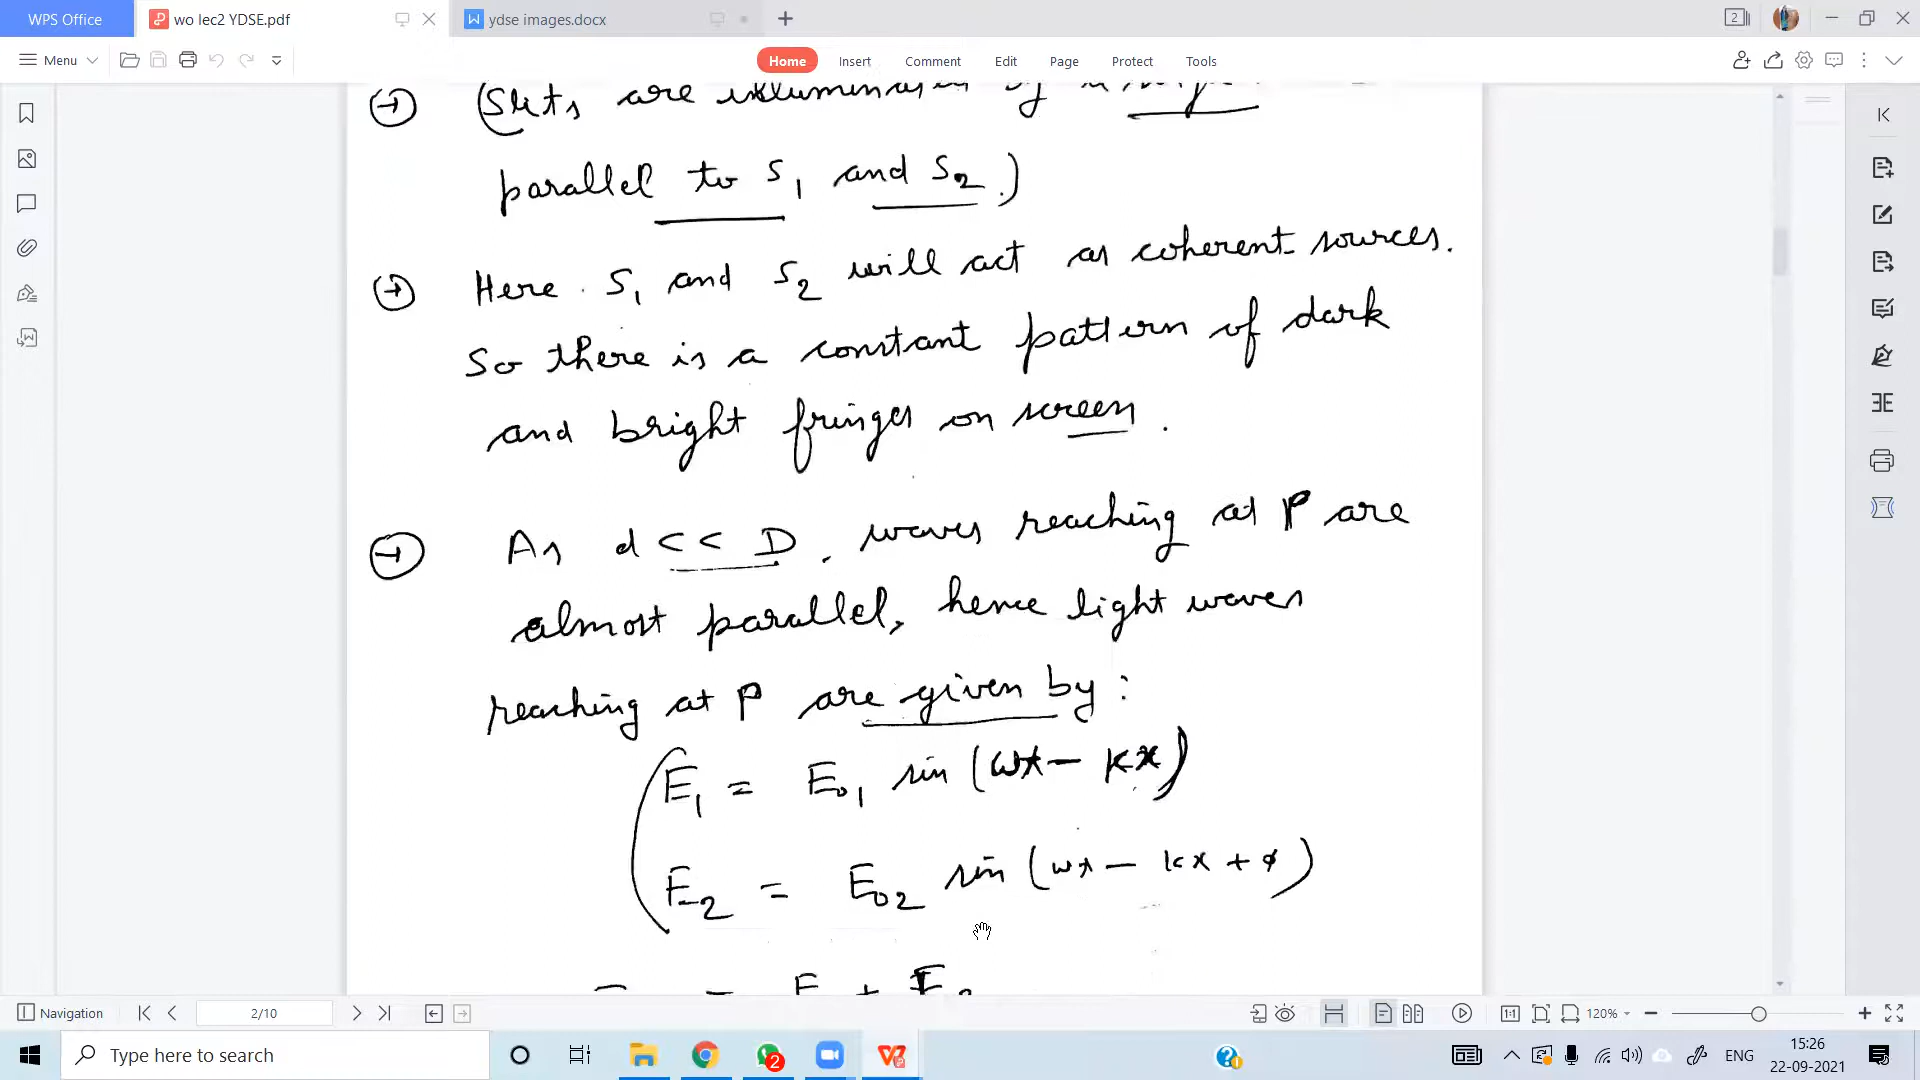 WPS Office
wo lec2 YDSE.pdf
ydse images.docx
2
Menu
Home
Insert
Comment
Edit
Page
Protect
Tools
(Slits are illuminated by a
parallel to S1 and S2.)
Here S1 and S2 will act as coherent sources.
So there is a constant pattern of dark
and bright fringes on screen.
As d << D, waves reaching at P are
almost parallel, hence light waves
reaching at P are given by:
E1 = E01 sin (ωt - kx)
E2 = E02 sin (ωt - kx + φ)
Navigation
2/10
1:1
120%
Type here to search
2
ENG
15:26
22-09-2021